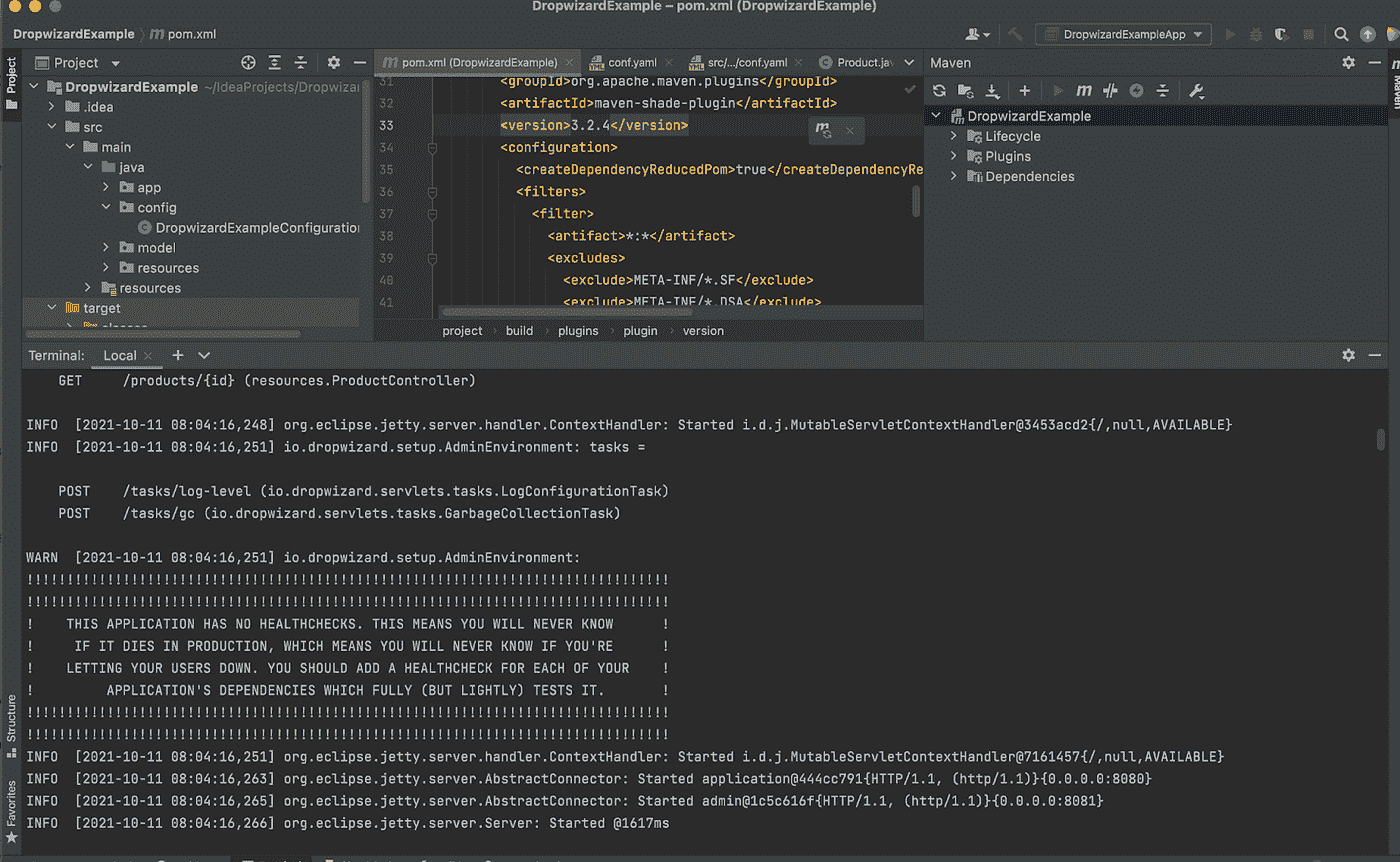 DropwizardExample – pom.xml (DropwizardExample)
DropwizardExample pom.xml
DropwizardExampleApp
Project
Project
pom.xml (DropwizardExample)
conf.yaml
src/.../conf.yaml
Product.ja
Maven
DropwizardExample ~/IdeaProjects/Dropwizar
.idea
src
main
java
app
config
DropwizardExampleConfiguration
model
resources
resources
target
classes
31 <groupId>org.apache.maven.plugins</groupId>
32 <artifactId>maven-shade-plugin</artifactId>
33 <version>3.2.4</version>
34 <configuration>
35 <createDependencyReducedPom>true</createDependencyRe
36 <filters>
37 <filter>
38 <artifact>*:*</artifact>
39 <excludes>
40 <exclude>META-INF/*.SF</exclude>
41 <exclude>META-INF/*.DSA</exclude>
project build plugins plugin version
DropwizardExample
Lifecycle
Plugins
Dependencies
Maven
Terminal: Local
GET /products/{id} (resources.ProductController)
INFO [2021-10-11 08:04:16,248] org.eclipse.jetty.server.handler.ContextHandler: Started i.d.j.MutableServletContextHandler@3453acd2{/,null,AVAILABLE}
INFO [2021-10-11 08:04:16,251] io.dropwizard.setup.AdminEnvironment: tasks =
POST /tasks/log-level (io.dropwizard.servlets.tasks.LogConfigurationTask)
POST /tasks/gc (io.dropwizard.servlets.tasks.GarbageCollectionTask)
WARN [2021-10-11 08:04:16,251] io.dropwizard.setup.AdminEnvironment:
!!!!!!!!!!!!!!!!!!!!!!!!!!!!!!!!!!!!!!!!!!!!!!!!!!!!!!!!!!!!!!!!!!!!!!!!!!!!!!!!
!!!!!!!!!!!!!!!!!!!!!!!!!!!!!!!!!!!!!!!!!!!!!!!!!!!!!!!!!!!!!!!!!!!!!!!!!!!!!!!!
! THIS APPLICATION HAS NO HEALTHCHECKS. THIS MEANS YOU WILL NEVER KNOW !
! IF IT DIES IN PRODUCTION, WHICH MEANS YOU WILL NEVER KNOW IF YOU'RE !
! LETTING YOUR USERS DOWN. YOU SHOULD ADD A HEALTHCHECK FOR EACH OF YOUR !
! APPLICATION'S DEPENDENCIES WHICH FULLY (BUT LIGHTLY) TESTS IT. !
!!!!!!!!!!!!!!!!!!!!!!!!!!!!!!!!!!!!!!!!!!!!!!!!!!!!!!!!!!!!!!!!!!!!!!!!!!!!!!!!
!!!!!!!!!!!!!!!!!!!!!!!!!!!!!!!!!!!!!!!!!!!!!!!!!!!!!!!!!!!!!!!!!!!!!!!!!!!!!!!!
INFO [2021-10-11 08:04:16,251] org.eclipse.jetty.server.handler.ContextHandler: Started i.d.j.MutableServletContextHandler@7161457{/,null,AVAILABLE}
INFO [2021-10-11 08:04:16,263] org.eclipse.jetty.server.AbstractConnector: Started application@444cc791{HTTP/1.1, (http/1.1)}{0.0.0.0:8080}
INFO [2021-10-11 08:04:16,265] org.eclipse.jetty.server.AbstractConnector: Started admin@1c5c616f{HTTP/1.1, (http/1.1)}{0.0.0.0:8081}
INFO [2021-10-11 08:04:16,266] org.eclipse.jetty.server.Server: Started @1617ms
Structure
Favorites